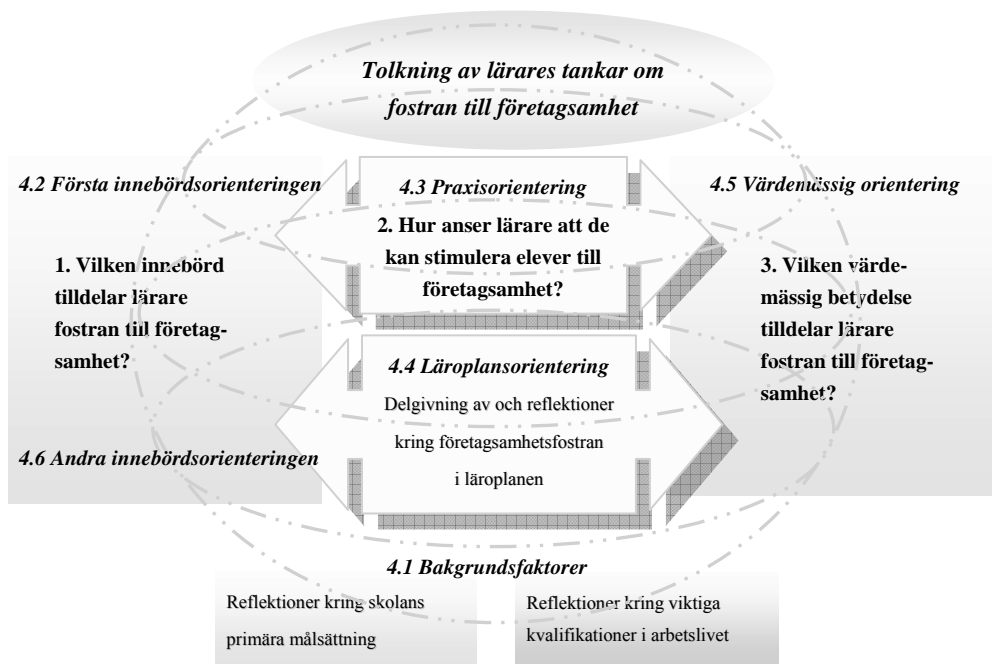 Tolkning av lärares tankar om
fostran till företagsamhet
4.2 Första innebördsorienteringen
1. Vilken innebörd
tilldelar lärare
fostran till företag-
samhet?
4.6 Andra innebördsorienteringen
4.3 Praxisorientering
2. Hur anser lärare att de
kan stimulera elever till
företagsamhet?
4.4 Läroplansorientering
Delgivning av och reflektioner
kring företagsamhetsfostran
i läroplanen
4.5 Värdemässig orientering
3. Vilken värde-
mässig betydelse
tilldelar lärare
fostran till företag-
samhet?
4.1 Bakgrundsfaktorer
Reflektioner kring skolans
primära målsättning
Reflektioner kring viktiga
kvalifikationer i arbetslivet